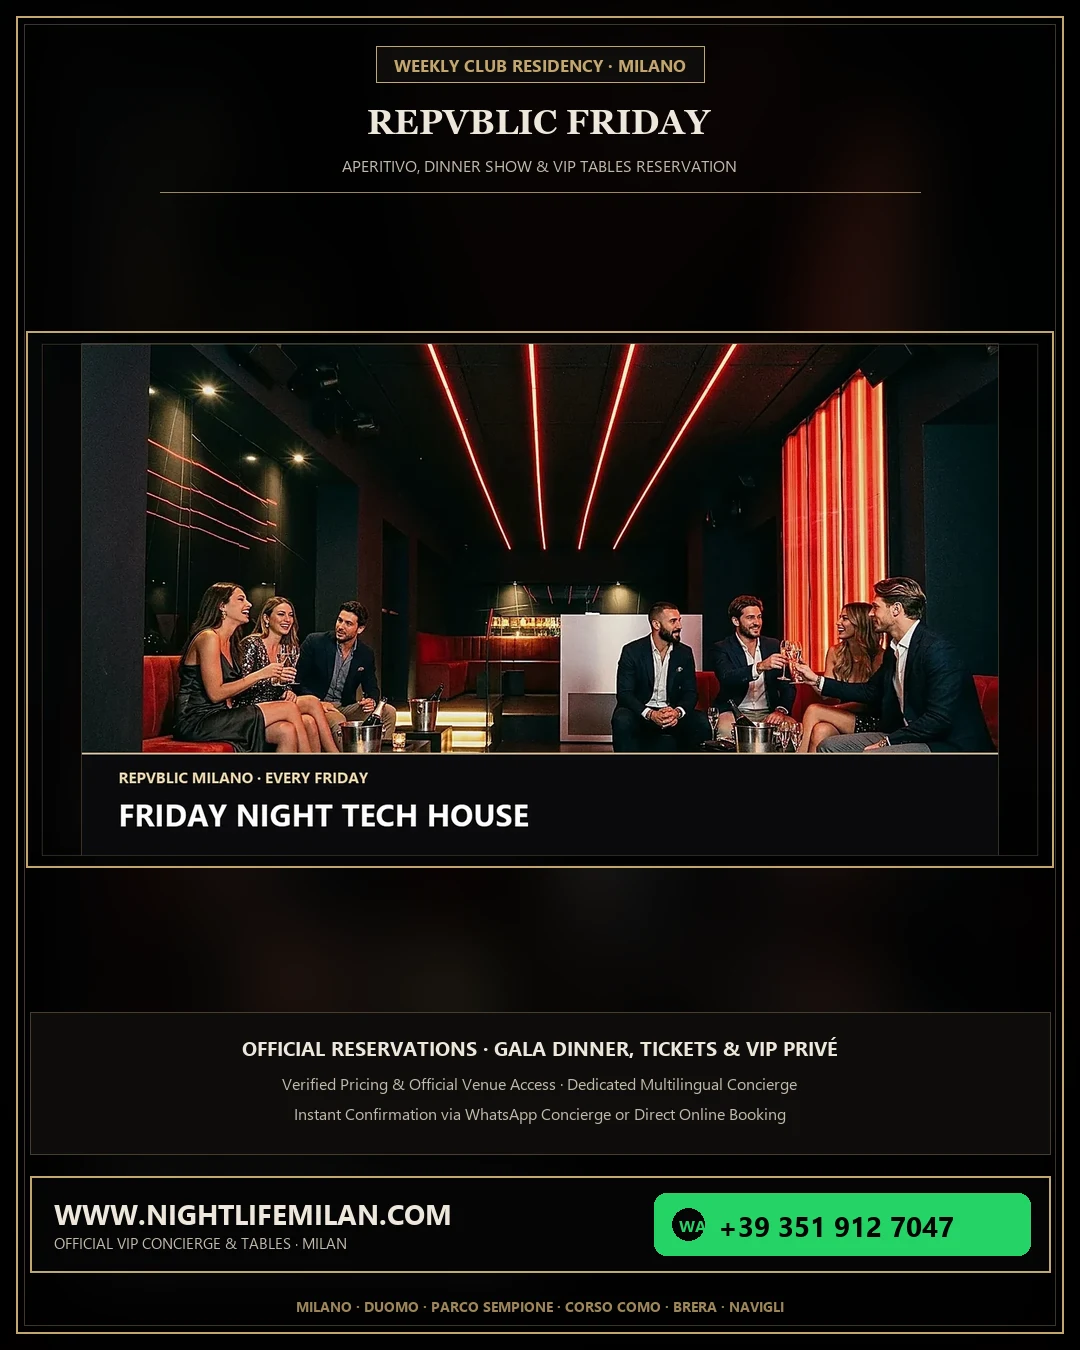 WEEKLY CLUB RESIDENCY · MILANO
REPVBLIC FRIDAY
APERITIVO, DINNER SHOW & VIP TABLES RESERVATION
REPVBLIC MILANO · EVERY FRIDAY
FRIDAY NIGHT TECH HOUSE
OFFICIAL RESERVATIONS · GALA DINNER, TICKETS & VIP PRIVÉ
Verified Pricing & Official Venue Access · Dedicated Multilingual Concierge
Instant Confirmation via WhatsApp Concierge or Direct Online Booking
WWW.NIGHTLIFEMILAN.COM
OFFICIAL VIP CONCIERGE & TABLES · MILAN
WA +39 351 912 7047
MILANO · DUOMO · PARCO SEMPIONE · CORSO COMO · BRERA · NAVIGLI